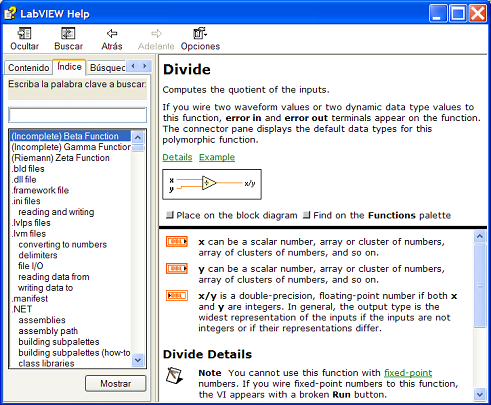 LabVIEW Help
Ocultar Buscar Atrás Adelante Opciones
Contenido Índice Búsquec
Escriba la palabra clave a buscar:
(Incomplete) Beta Function
(Incomplete) Gamma Function
(Riemann) Zeta Function
.bld files
.dll file
.framework file
.ini files
reading and writing
.lvlps files
.lvm files
converting to numbers
delimiters
file I/O
reading from
writing data to
.manifest
.NET
assemblies
assembly path
building subpalettes
building subpalettes (how-to
class libraries
Mostrar
Divide
Computes the quotient of the inputs.
If you wire two waveform values or two dynamic data type values to
this function, error in and error out terminals appear on the function.
The connector pane displays the default data types for this
polymorphic function.
Details Example
x
y
÷
x/y
Place on the block diagram Find on the Functions palette
DBL x can be a scalar number, array or cluster of numbers,
array of clusters of numbers, and so on.
DBL y can be a scalar number, array or cluster of numbers,
array of clusters of numbers, and so on.
DBL x/y is a double-precision, floating-point number if both x
and y are integers. In general, the output type is the
widest representation of the inputs if the inputs are not
integers or if their representations differ.
Divide Details
Note You cannot use this function with fixed-point
numbers. If you wire fixed-point numbers to this function,
the VI appears with a broken Run button.